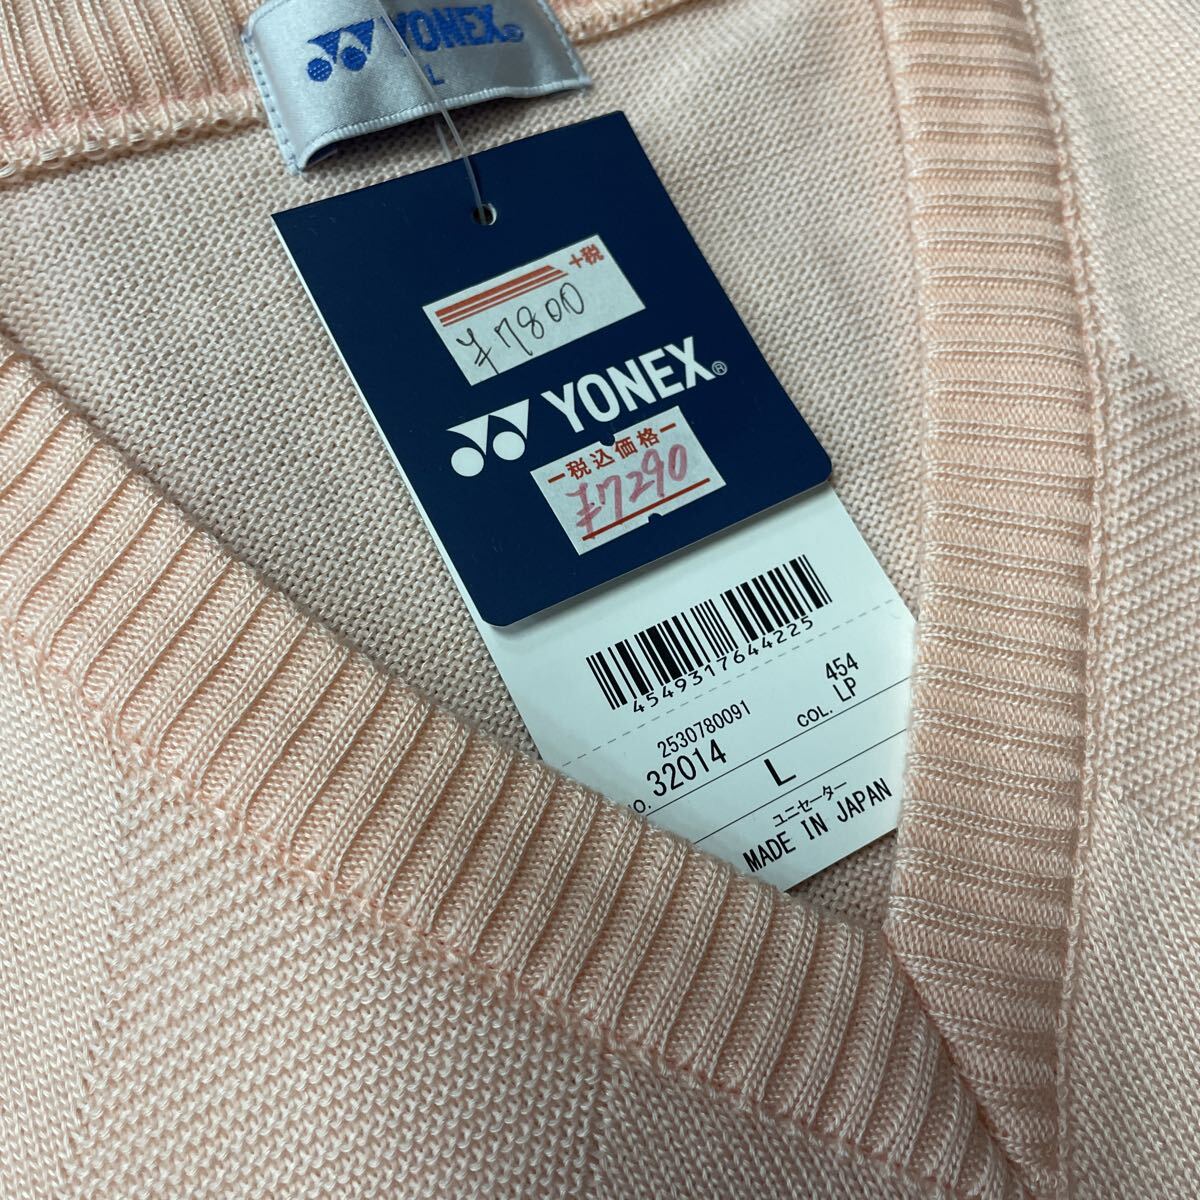 YONEX®
L
+税
¥7800
YONEX®
税込価格
¥7290
4549317644225
2530780091
454
NO. 32014
COL. LP
L
ユニセーター
MADE IN JAPAN